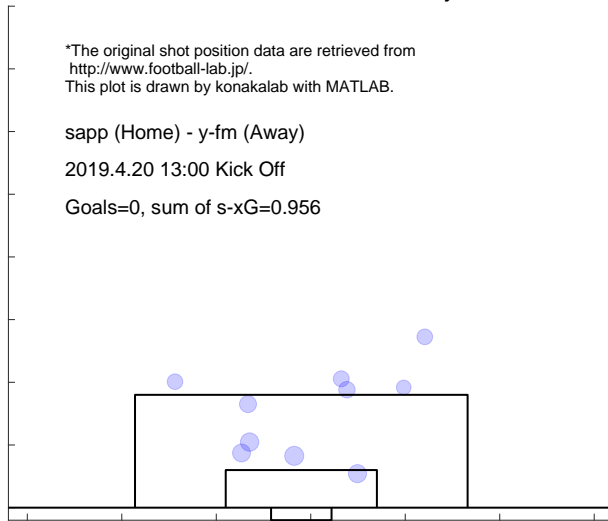 *The original shot position data are retrieved from
http://www.football-lab.jp/.
This plot is drawn by konakalab with MATLAB.
sapp (Home) - y-fm (Away)
2019.4.20 13:00 Kick Off
Goals=0, sum of s-xG=0.956